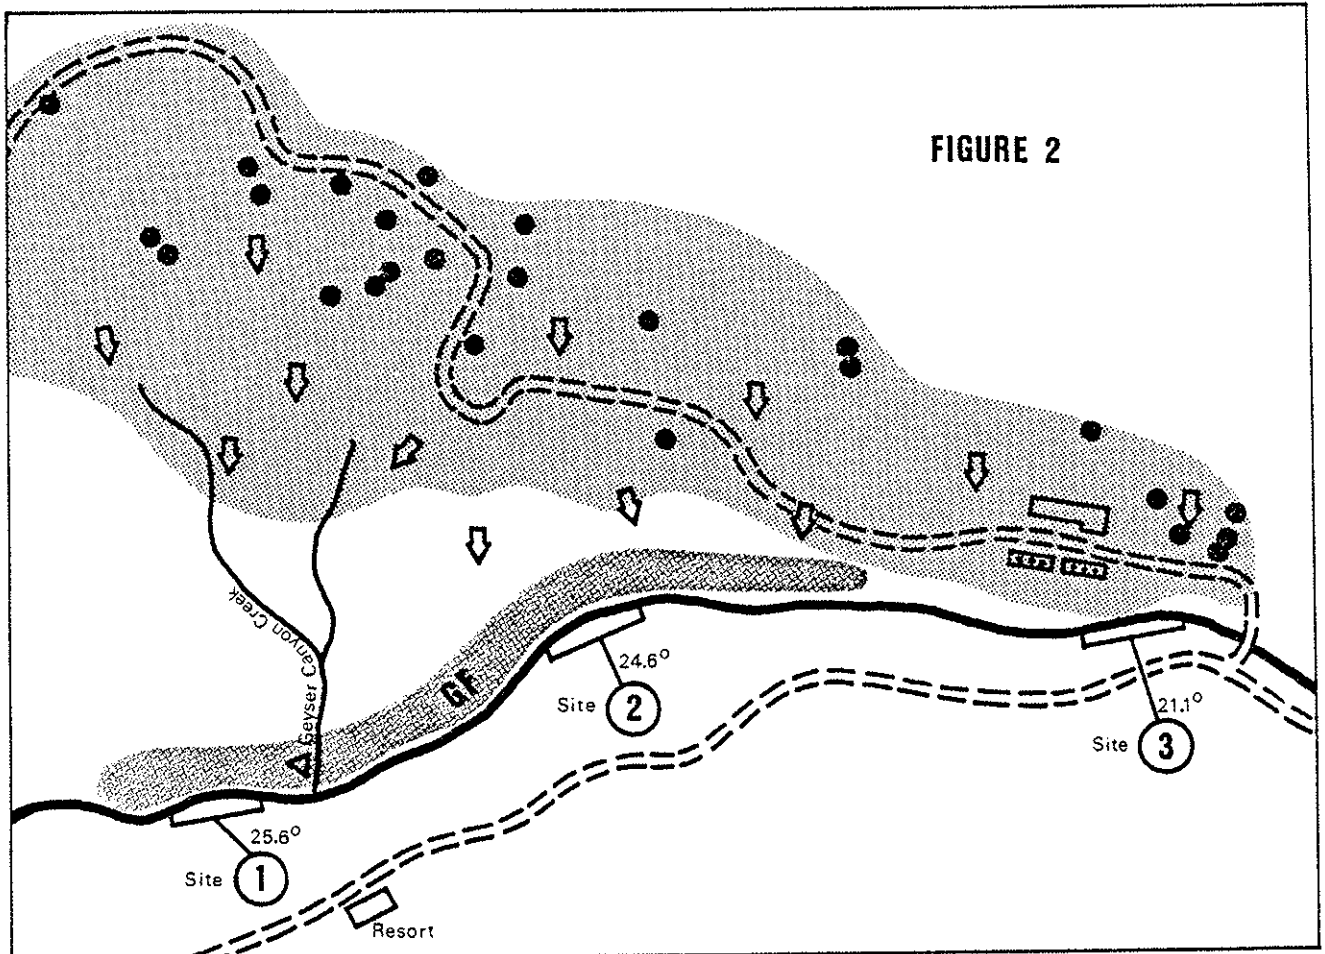 FIGURE 2
Geyser Canyon Creek
GF
24.6°
Site 2
21.1°
Site 3
25.6°
Site 1
Resort